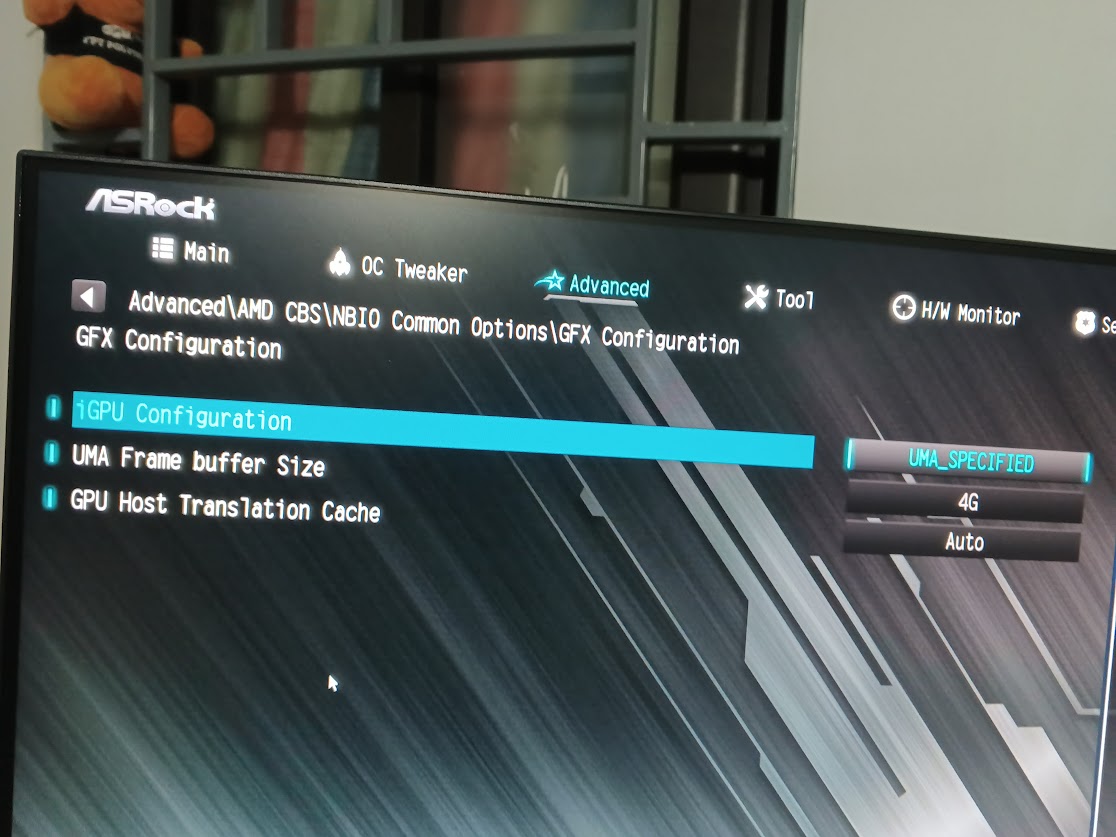 ASRock
Main
OC Tweaker
Advanced
Tool
H/W Monitor
Advanced\AMD CBS\NBIO Common Options\GFX Configuration
GFX Configuration
iGPU Configuration
UMA_SPECIFIED
UMA Frame buffer Size
4G
GPU Host Translation Cache
Auto